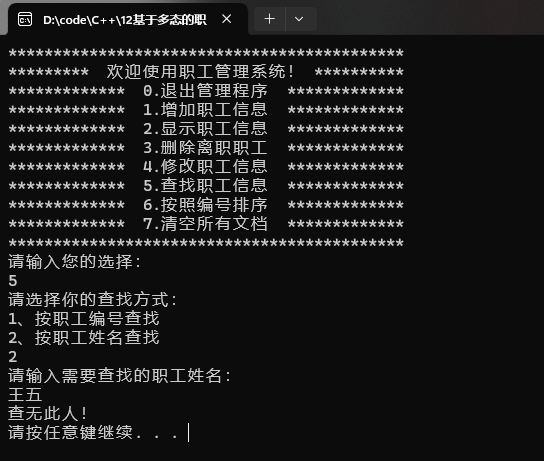 D:\code\C++\12基于多态的职
********************************************
*********  欢迎使用职工管理系统！ **********
*************  0.退出管理程序  *************
*************  1.增加职工信息  *************
*************  2.显示职工信息  *************
*************  3.删除离职职工  *************
*************  4.修改职工信息  *************
*************  5.查找职工信息  *************
*************  6.按照编号排序  *************
*************  7.清空所有文档  *************
********************************************
请输入您的选择：
5
请选择你的查找方式：
1、按职工编号查找
2、按职工姓名查找
2
请输入需要查找的职工姓名：
王五
查无此人！
请按任意键继续. . .